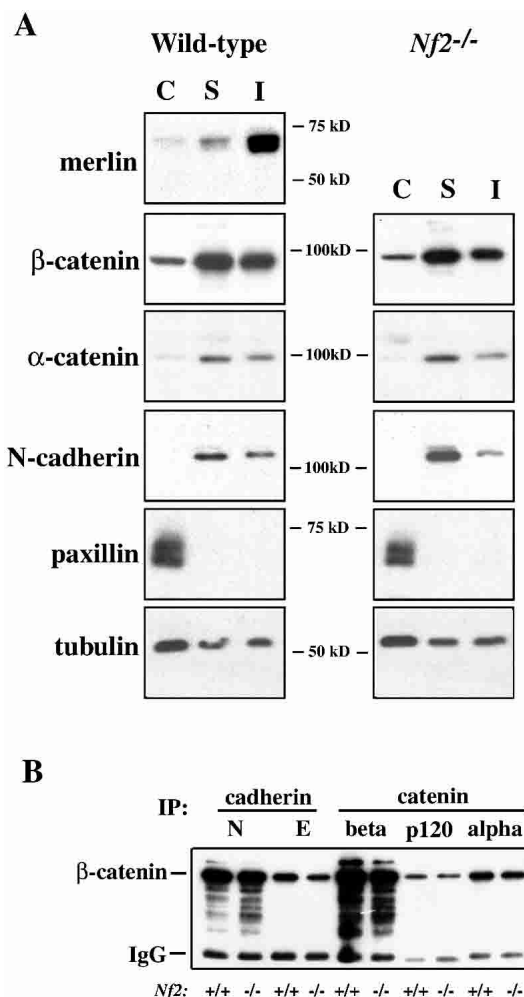 A
Wild-type Nf2-/-
C S I
merlin – 75 kD
– 50 kD
C S I
β-catenin – 100kD –
α-catenin – 100kD –
N-cadherin – 100kD –
paxillin – 75 kD –
tubulin – 50 kD –
B
IP: cadherin catenin
N E beta p120 alpha
β-catenin –
IgG –
Nf2: +/+ -/- +/+ -/- +/+ -/- +/+ -/- +/+ -/-